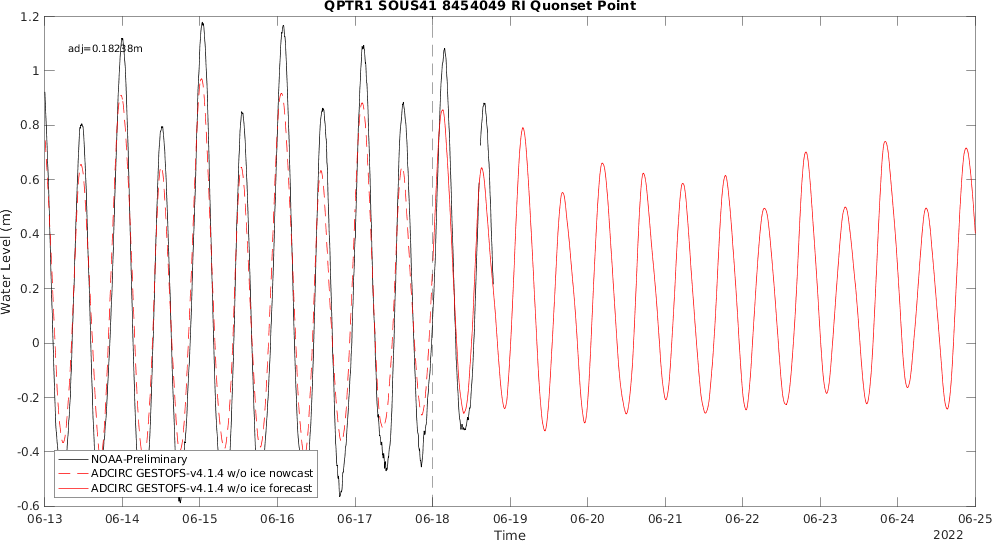 QPTR1 SOUS41 8454049 RI Quonset Point
adj=0.18238m
Water Level (m)
1.2
1
0.8
0.6
0.4
0.2
0
-0.2
-0.4
-0.6
NOAA-Preliminary
ADCIRC GESTOFS-v4.1.4 w/o ice nowcast
ADCIRC GESTOFS-v4.1.4 w/o ice forecast
06-13 06-14 06-15 06-16 06-17 06-18 06-19 06-20 06-21 06-22 06-23 06-24 06-25
Time
2022